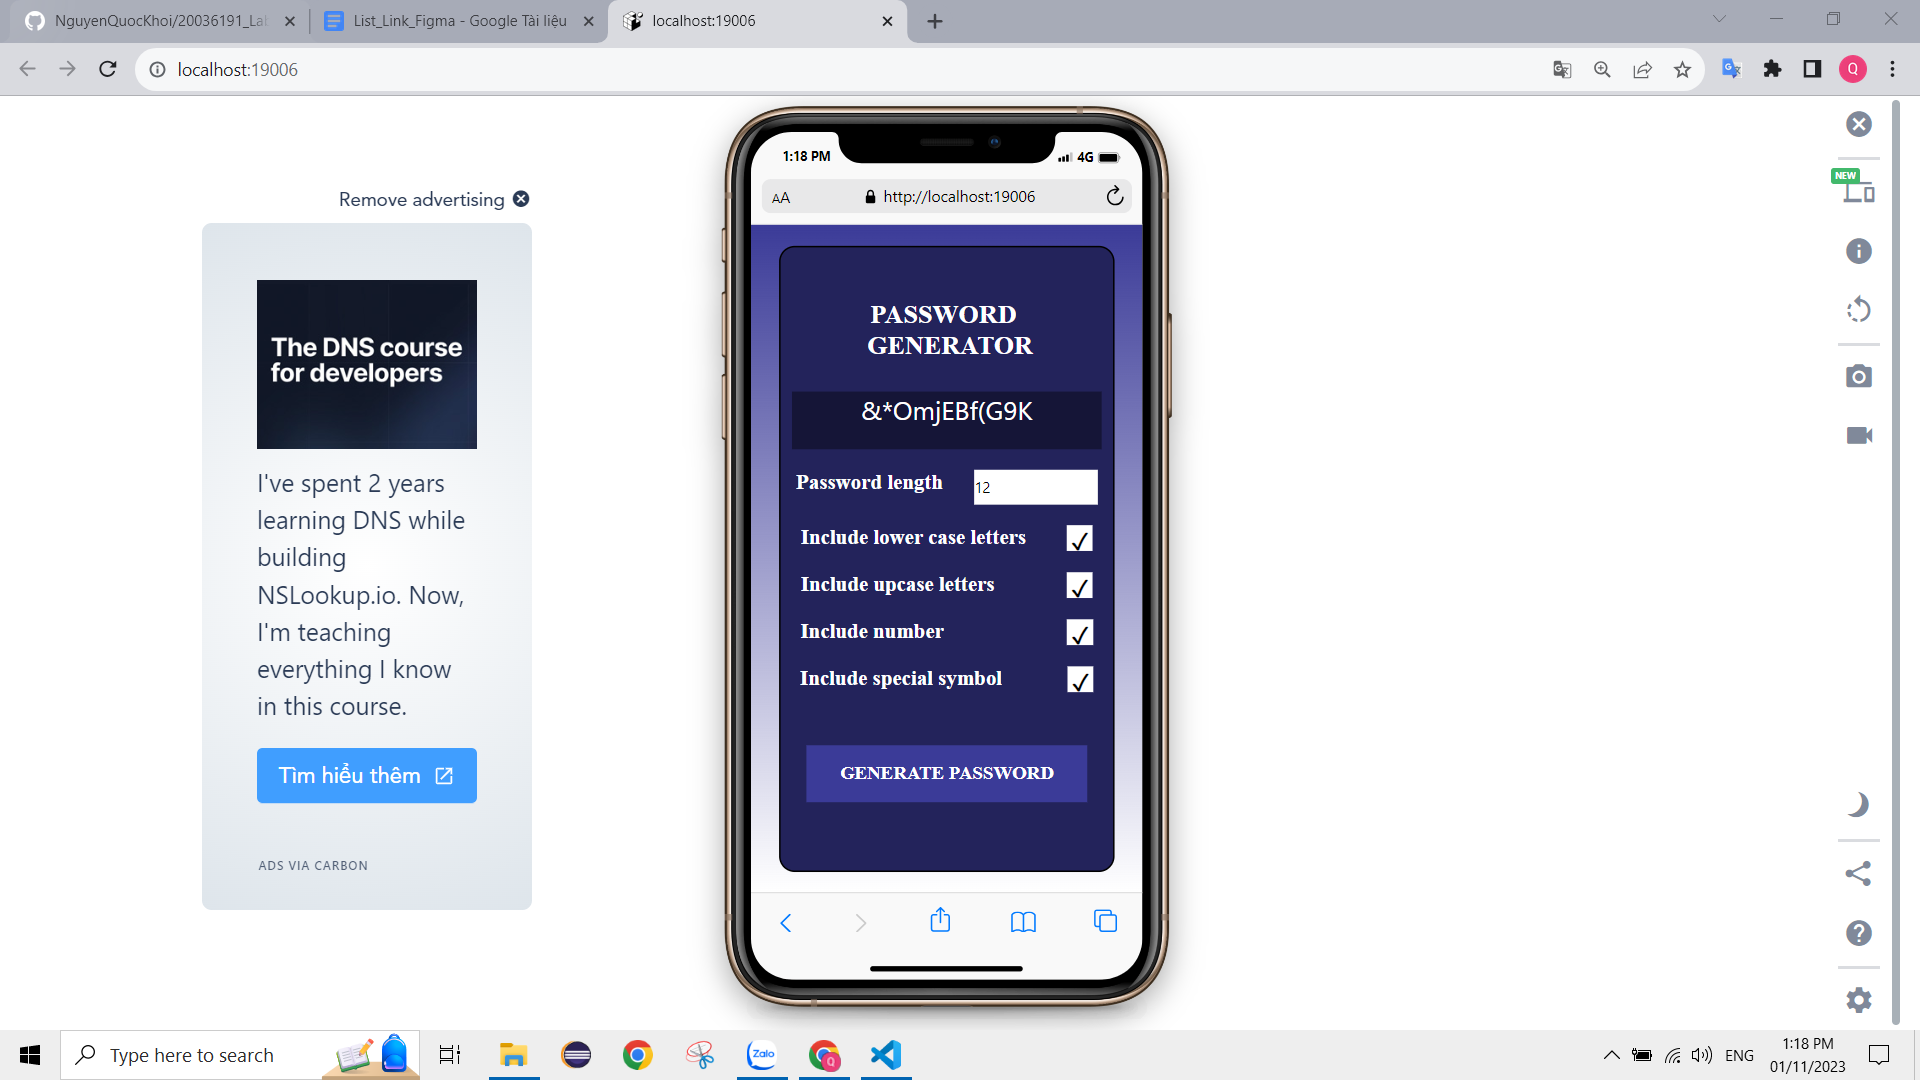 NguyenQuocKhoi/20036191_Lal
List_Link_Figma - Google Tài liệu
localhost:19006
localhost:19006
Q
Remove advertising
The DNS course
for developers
I've spent 2 years
learning DNS while
building
NSLookup.io. Now,
I'm teaching
everything I know
in this course.
Tìm hiểu thêm
ADS VIA CARBON
1:18 PM
4G
AA
http://localhost:19006
PASSWORD
GENERATOR
&*OmjEBf(G9K
Password length
12
Include lower case letters
Include upcase letters
Include number
Include special symbol
GENERATE PASSWORD
NEW
Type here to search
Zalo
Q
ENG
1:18 PM
01/11/2023